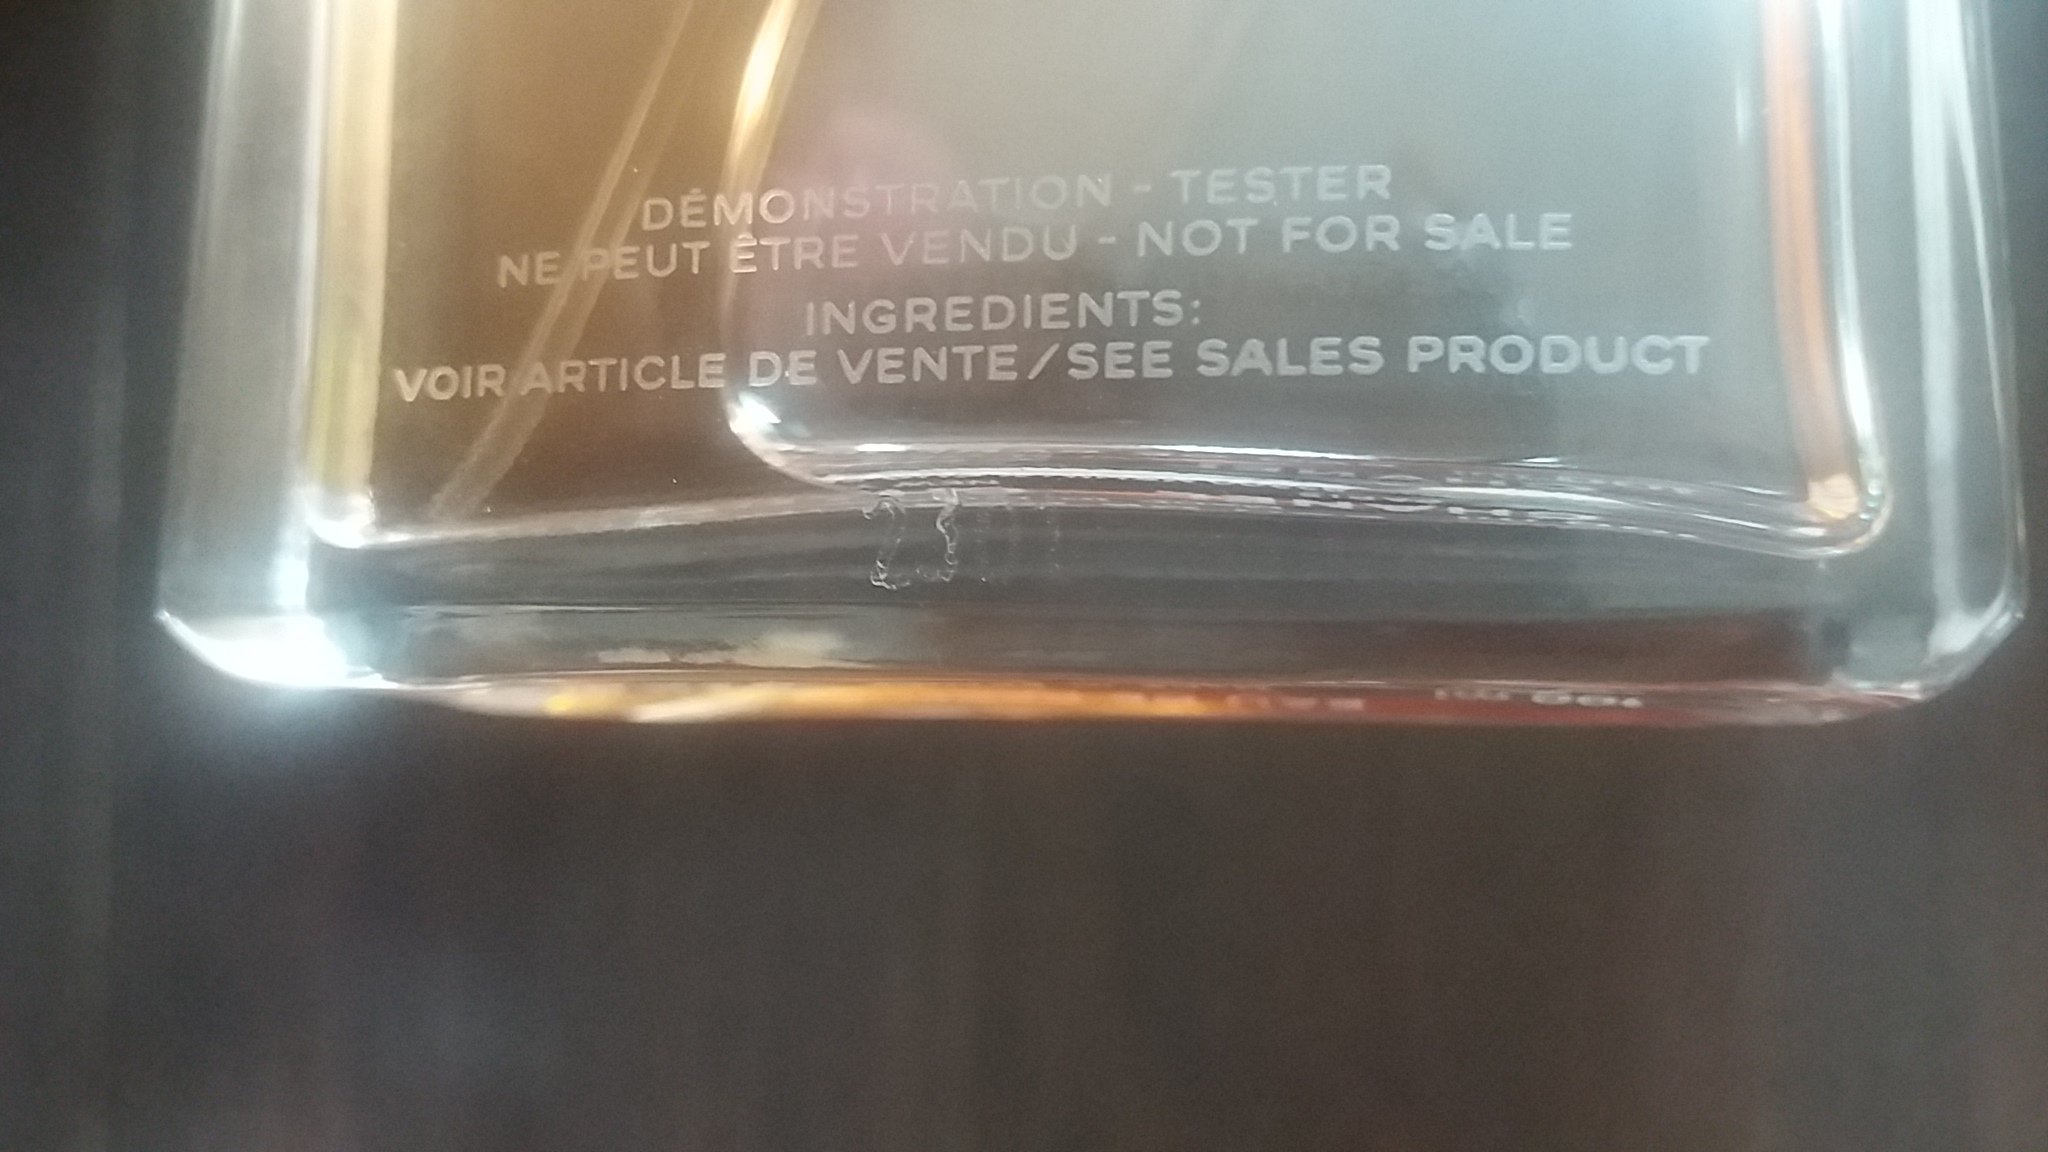 DÉMONSTRATION - TESTER
NE PEUT ÊTRE VENDU - NOT FOR SALE
INGREDIENTS:
VOIR ARTICLE DE VENTE/SEE SALES PRODUCT